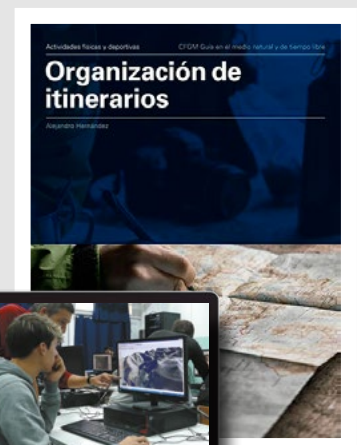 Actividades físicas y deportivas
CFGM Guía en el medio natural y de tiempo libre
Organización de
itinerarios
Alejandro Hernández